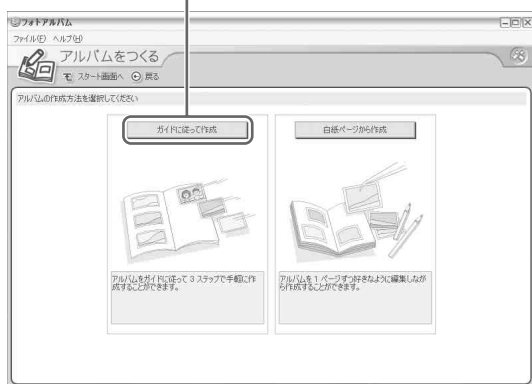 フォトアルバム
ファイル(F) ヘルプ(H)
アルバムをつくる
スタート画面へ 戻る
アルバムの作成方法を選択してください
ガイドに従って作成
白紙ページから作成
アルバムをガイドに従って 3 ステップで手軽に作
成することができます。
アルバムを 1 ページずつ好きなように編集しなが
ら作成することができます。